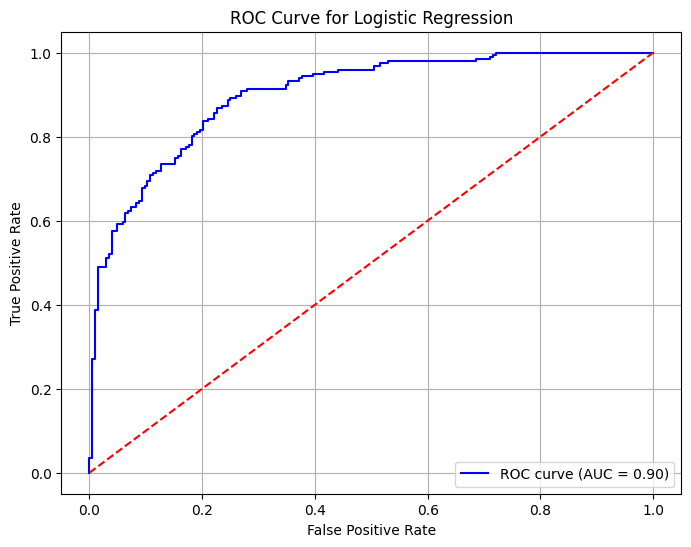 ROC Curve for Logistic Regression
1.0
0.8
0.6
0.4
0.2
0.0
True Positive Rate
ROC curve (AUC = 0.90)
0.0 0.2 0.4 0.6 0.8 1.0
False Positive Rate